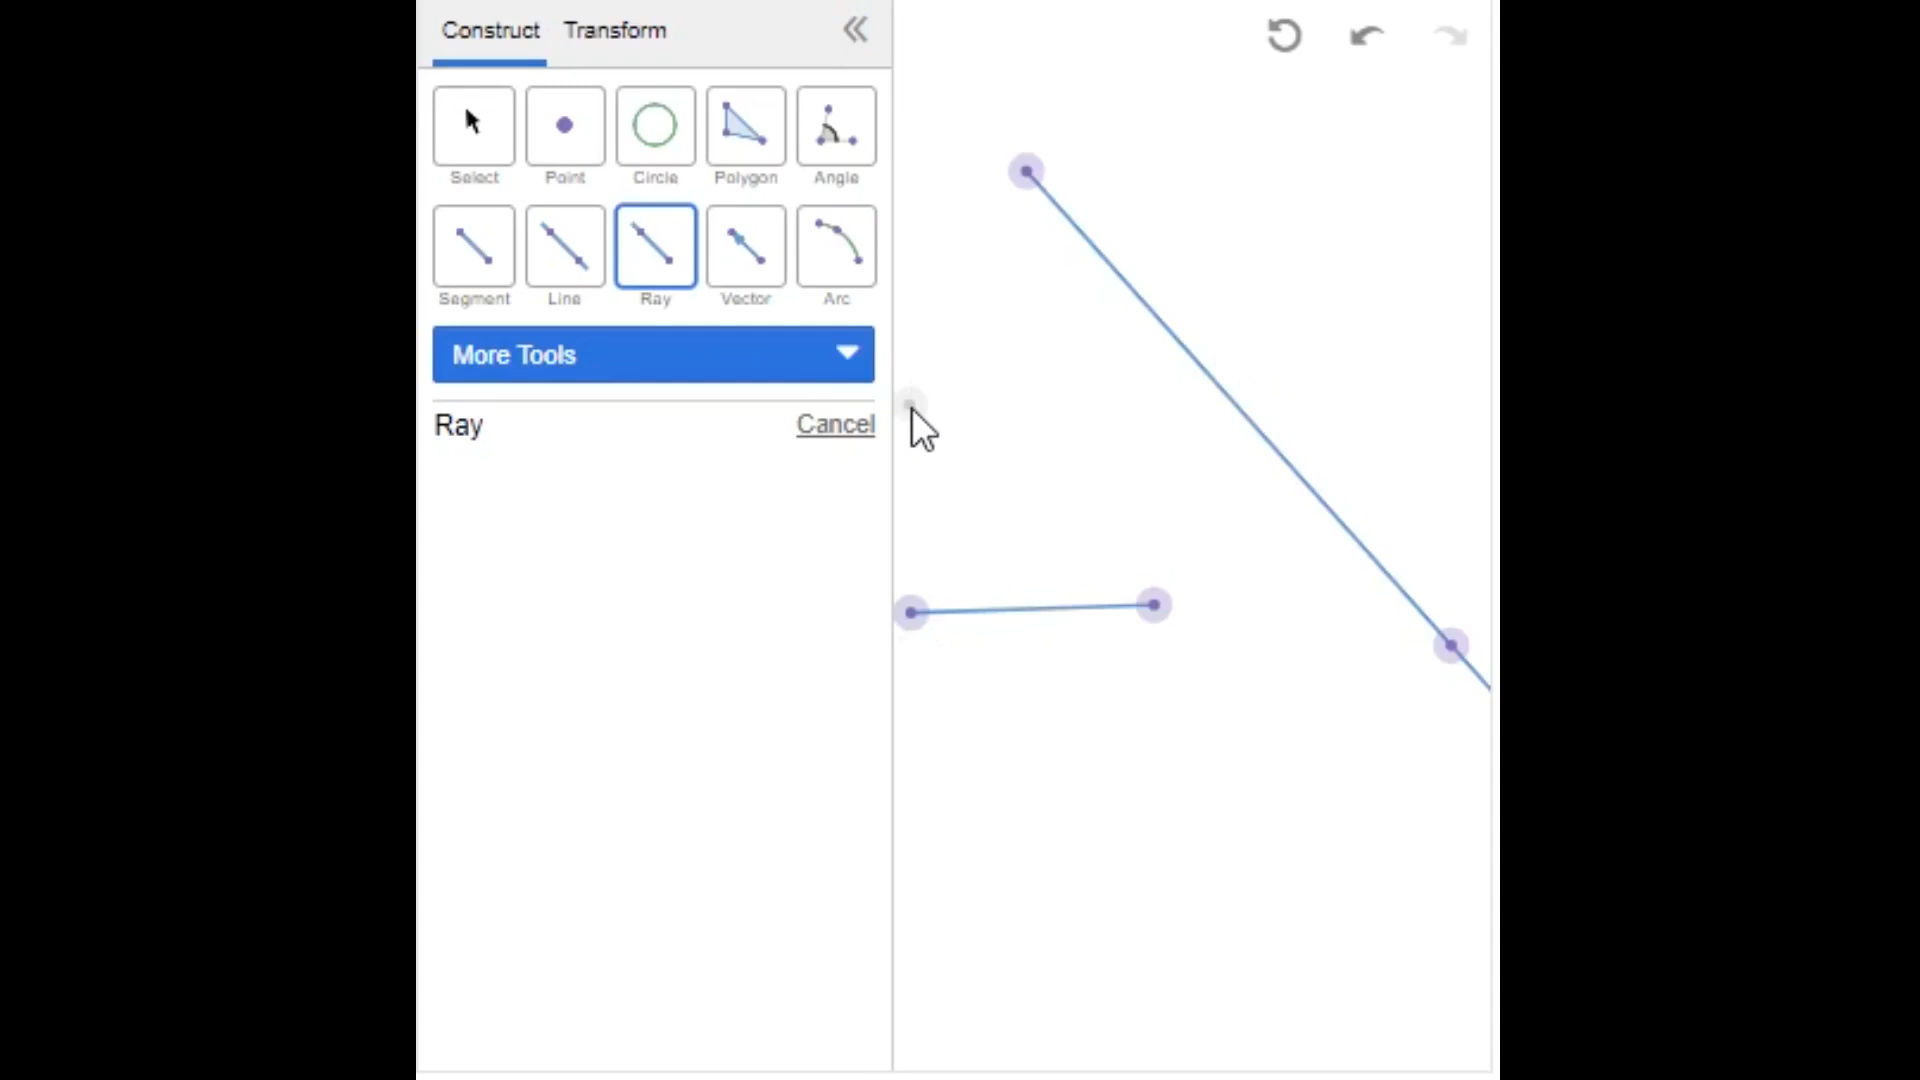 Construct Transform
Select Point Circle Polygon Angle
Segment Line Ray Vector Arc
More Tools
Ray Cancel